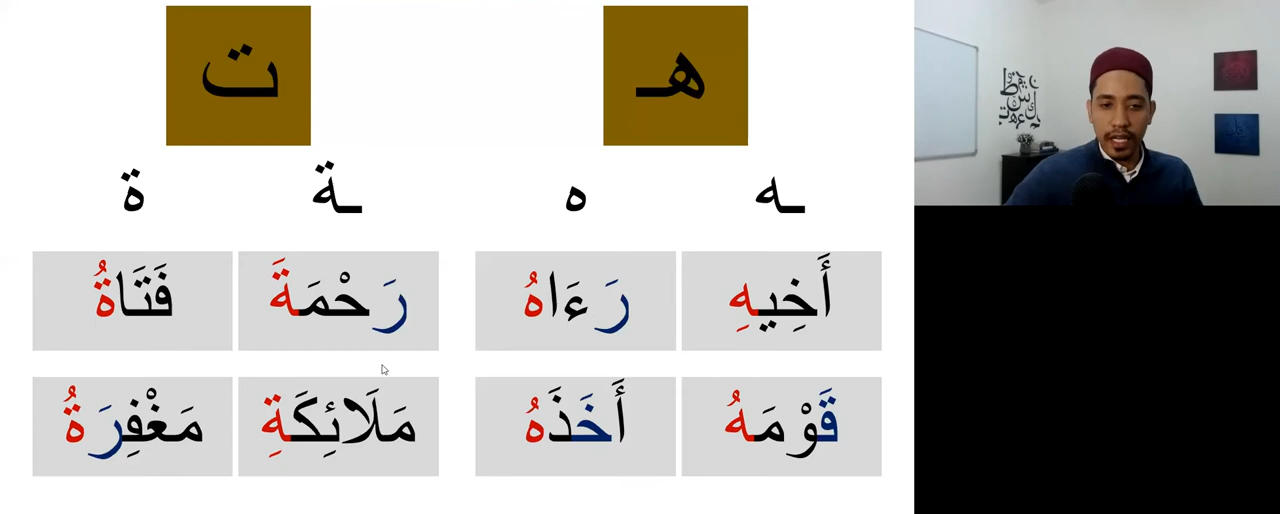 هـ ت
ـه ه ـة ة
أَخِيهِ رَءَاهُ رَحْمَةَ فَتَاةُ
قَوْمَهُ أَخَذَهُ مَلَائِكَةِ مَغْفِرَةُ